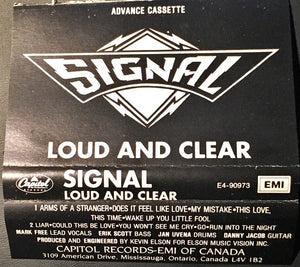 ADVANCE CASSETTE
SIGNAL
LOUD AND CLEAR
Capitol
SIGNAL
LOUD AND CLEAR
E4-90973
EMI
1 ARMS OF A STRANGER•DOES IT FEEL LIKE LOVE•MY MISTAKE•THIS LOVE,
THIS TIME•WAKE UP YOU LITTLE FOOL
2 LIAR•COULD THIS BE LOVE•YOU WON'T SEE ME CRY•GO•RUN INTO THE NIGHT
MARK FREE LEAD VOCALS ERIK SCOTT BASS JAN UVENA DRUMS DANNY JACOB GUITAR
PRODUCED AND ENGINEERED BY KEVIN ELSON FOR ELSON MUSIC VISION INC.
CAPITOL RECORDS-EMI OF CANADA
3109 American Drive, Mississauga, Ontario, Canada L4V 1B2